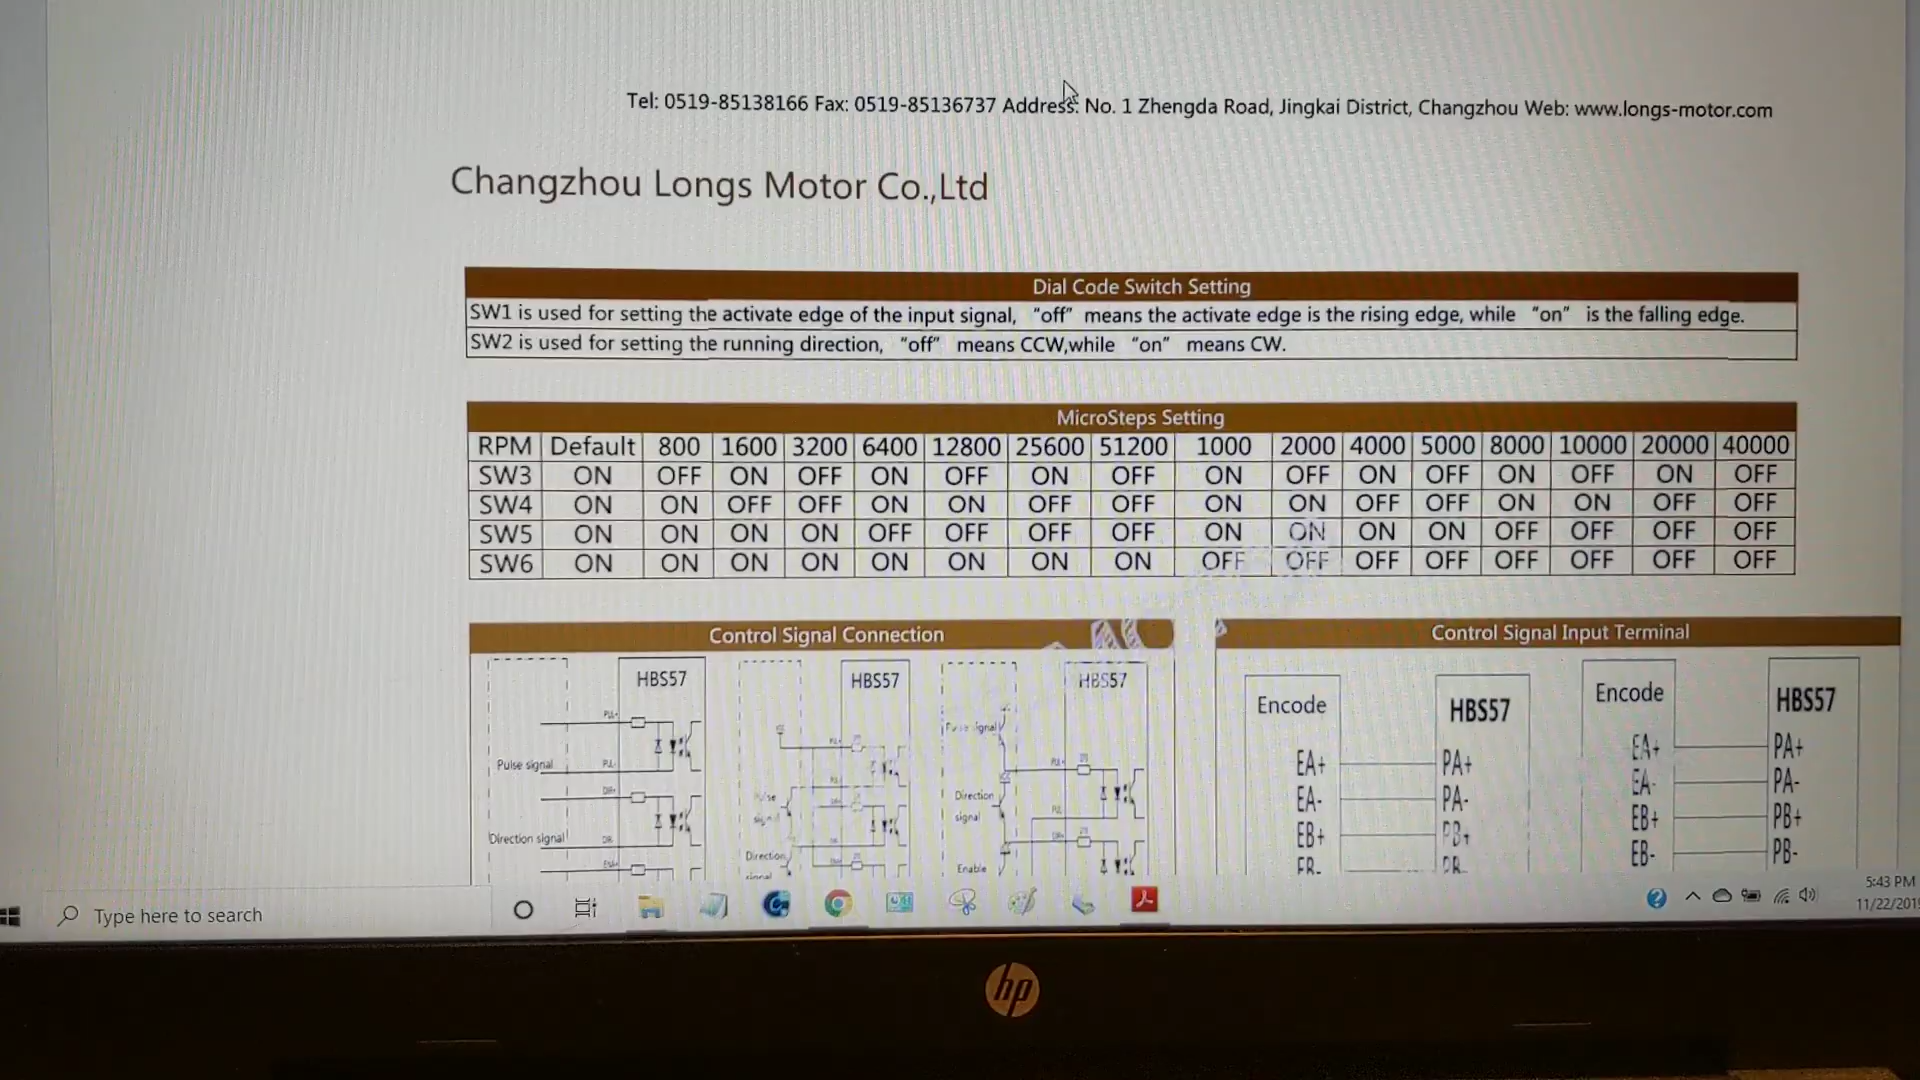 Tel: 0519-85138166 Fax: 0519-85136737 Address: No. 1 Zhengda Road, Jingkai District, Changzhou Web: www.longs-motor.com
Changzhou Longs Motor Co.,Ltd
Dial Code Switch Setting
SW1 is used for setting the activate edge of the input signal, “off” means the activate edge is the rising edge, while “on” is the falling edge.
SW2 is used for setting the running direction, “off” means CCW,while “on” means CW.
MicroSteps Setting
RPM Default 800 1600 3200 6400 12800 25600 51200 1000 2000 4000 5000 8000 10000 20000 40000
SW3 ON OFF ON OFF ON OFF ON OFF ON OFF ON OFF ON OFF ON OFF
SW4 ON ON OFF OFF ON ON OFF OFF ON ON OFF OFF ON ON OFF OFF
SW5 ON ON ON ON OFF OFF OFF OFF ON ON ON ON OFF OFF OFF OFF
SW6 ON ON ON ON ON ON ON ON OFF OFF OFF OFF OFF OFF OFF OFF
Control Signal Connection
HBS57
Pulse signal
Direction signal
HBS57
Pulse
signal
Direction
signal
HBS57
Pulse signal
Direction
signal
Enable
Control Signal Input Terminal
Encode HBS57
EA+ PA+
EA- PA-
EB+ PB+
EB-
Encode HBS57
EA+ PA+
EA- PA-
EB+ PB+
EB- PB-
Type here to search
5:43 PM
hp